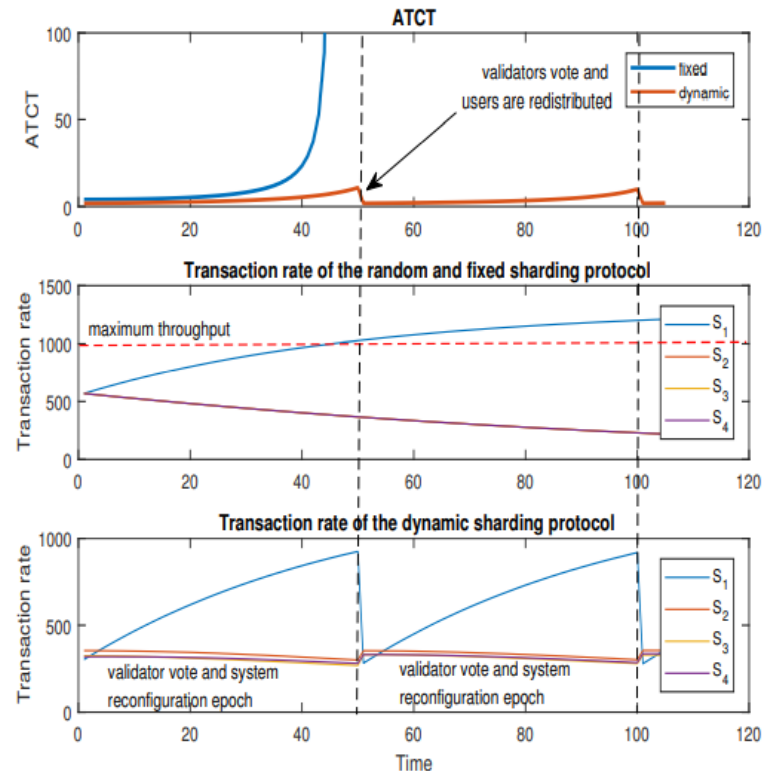 ATCT
100
50
0
ATCT
validators vote and
users are redistributed
fixed
dynamic
0 20 40 60 80 100 120
Transaction rate of the random and fixed sharding protocol
1500
1000
500
0
Transaction rate
maximum throughput
S1
S2
S3
S4
0 20 40 60 80 100 120
Transaction rate of the dynamic sharding protocol
1000
500
0
Transaction rate
validator vote and system
reconfiguration epoch
validator vote and system
reconfiguration epoch
S1
S2
S3
S4
0 20 40 60 80 100 120
Time